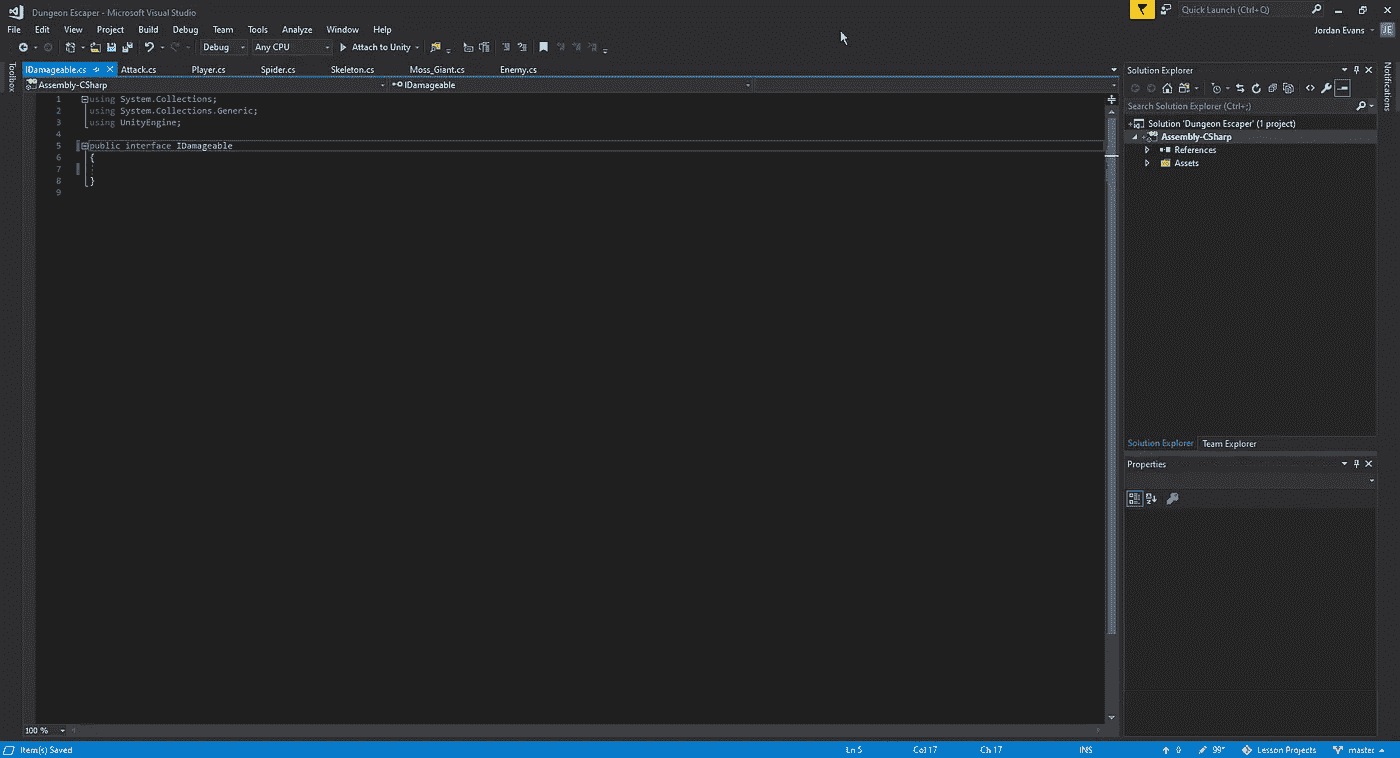 Dungeon Escaper - Microsoft Visual Studio
Quick Launch (Ctrl+Q)
File Edit View Project Build Debug Team Tools Analyze Window Help
Jordan Evans JE
Debug Any CPU Attach to Unity
Toolbox
IDamageable.cs Attack.cs Player.cs Spider.cs Skeleton.cs Moss_Giant.cs Enemy.cs
Assembly-CSharp IDamageable
1 using System.Collections;
2 using System.Collections.Generic;
3 using UnityEngine;
4
5 public interface IDamageable
6 {
7
8 }
9
100 %
Solution Explorer
Search Solution Explorer (Ctrl+;)
Solution 'Dungeon Escaper' (1 project)
Assembly-CSharp
References
Assets
Solution Explorer Team Explorer
Properties
Notifications
Item(s) Saved Ln 5 Col 17 Ch 17 INS 0 99* Lesson Projects master